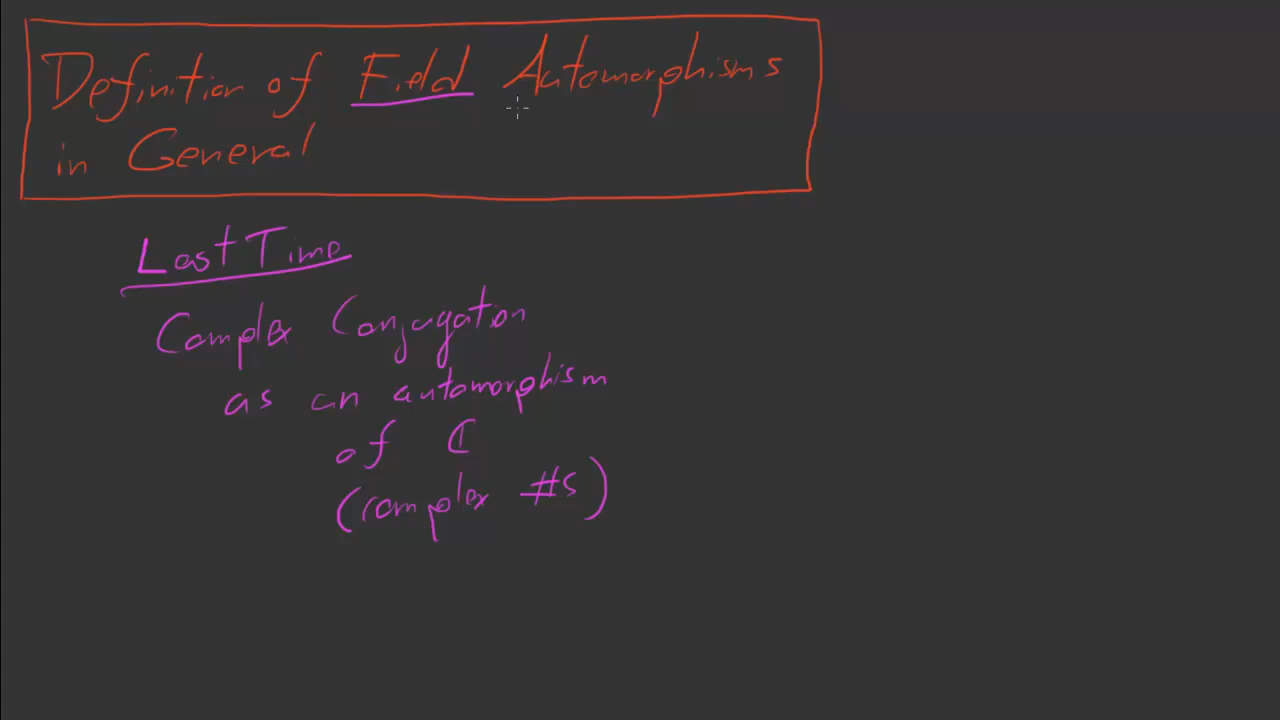 Definition of Field Automorphisms
in General
Last Time
Complex Conjugation
as an automorphism
of ℂ
(complex #s)